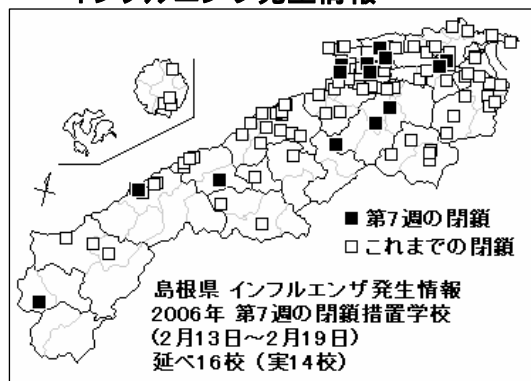 インフルエンザ発生情報
■ 第7週の閉鎖
□ これまでの閉鎖
島根県 インフルエンザ発生情報
2006年 第7週の閉鎖措置学校
(2月13日～2月19日)
延べ16校（実14校）